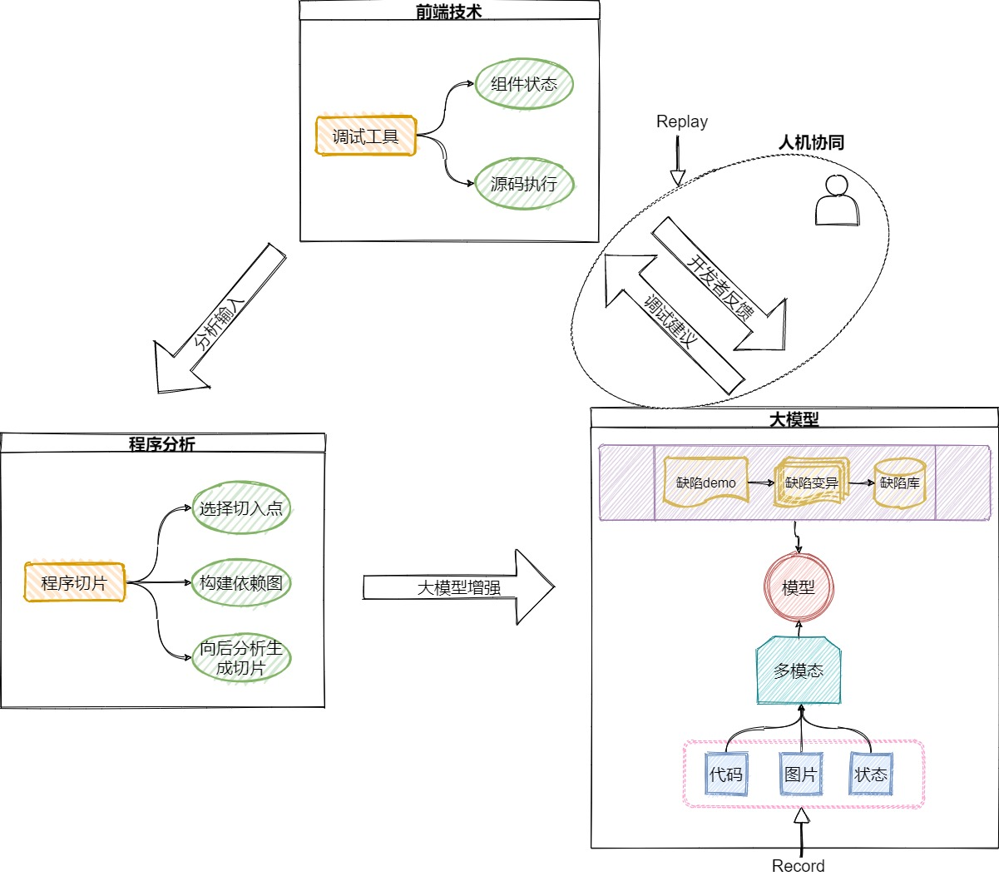 前端技术
组件状态
调试工具
源码执行
Replay
人机协同
开发者反馈
调试建议
分析输入
程序分析
选择切入点
程序切片
构建依赖图
向后分析生
成切片
大模型增强
大模型
缺陷demo
缺陷变异
缺陷库
模型
多模态
代码
图片
状态
Record